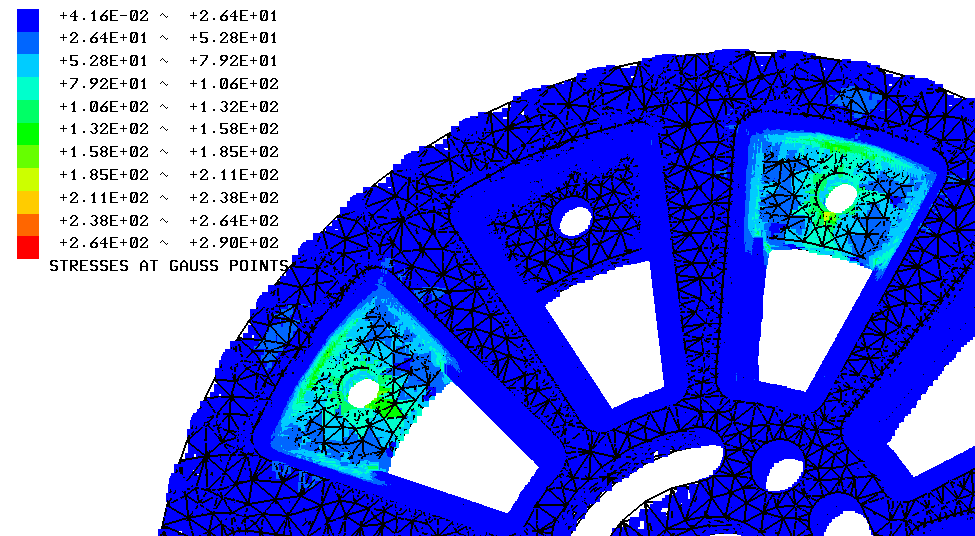 +4.16E-02 ~ +2.64E+01
+2.64E+01 ~ +5.28E+01
+5.28E+01 ~ +7.92E+01
+7.92E+01 ~ +1.06E+02
+1.06E+02 ~ +1.32E+02
+1.32E+02 ~ +1.58E+02
+1.58E+02 ~ +1.85E+02
+1.85E+02 ~ +2.11E+02
+2.11E+02 ~ +2.38E+02
+2.38E+02 ~ +2.64E+02
+2.64E+02 ~ +2.90E+02
STRESSES AT GAUSS POINTS